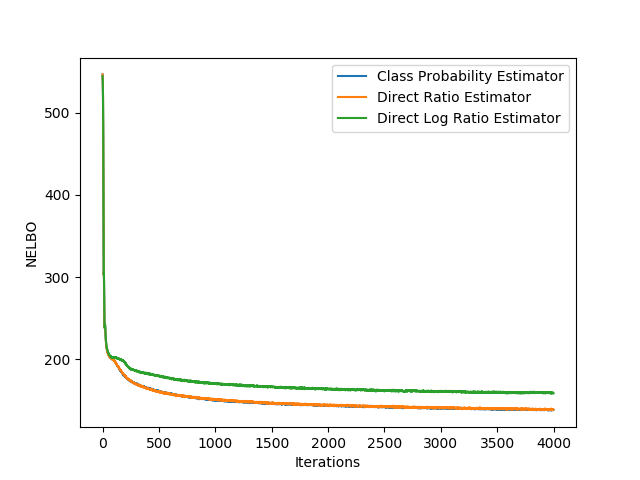 Class Probability Estimator
Direct Ratio Estimator
Direct Log Ratio Estimator
500
400
300
200
NELBO
0 500 1000 1500 2000 2500 3000 3500 4000
Iterations